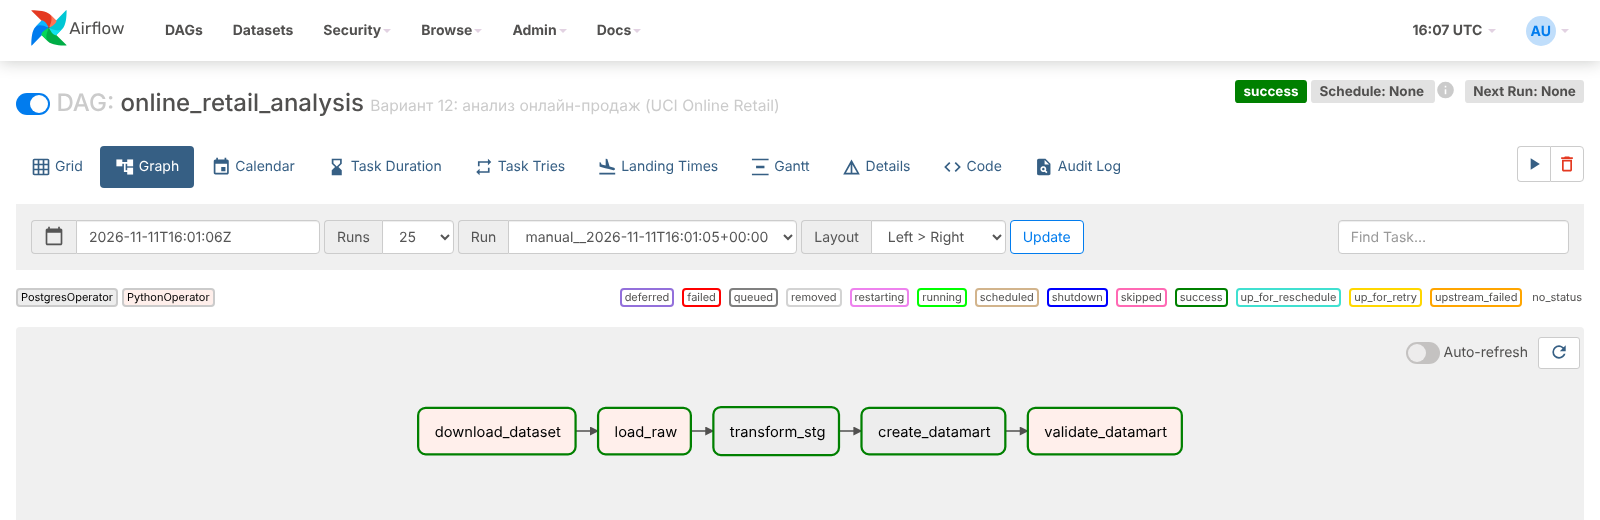 Airflow DAGs Datasets Security Browse Admin Docs 16:07 UTC AU
DAG: online_retail_analysis Вариант 12: анализ онлайн-продаж (UCI Online Retail) success Schedule: None i Next Run: None
Grid Graph Calendar Task Duration Task Tries Landing Times Gantt Details Code Audit Log
2026-11-11T16:01:06Z Runs 25 Run manual__2026-11-11T16:01:05+00:00 Layout Left > Right Update Find Task...
PostgresOperator PythonOperator deferred failed queued removed restarting running scheduled shutdown skipped success up_for_reschedule up_for_retry upstream_failed no_status
Auto-refresh
download_dataset load_raw transform_stg create_datamart validate_datamart